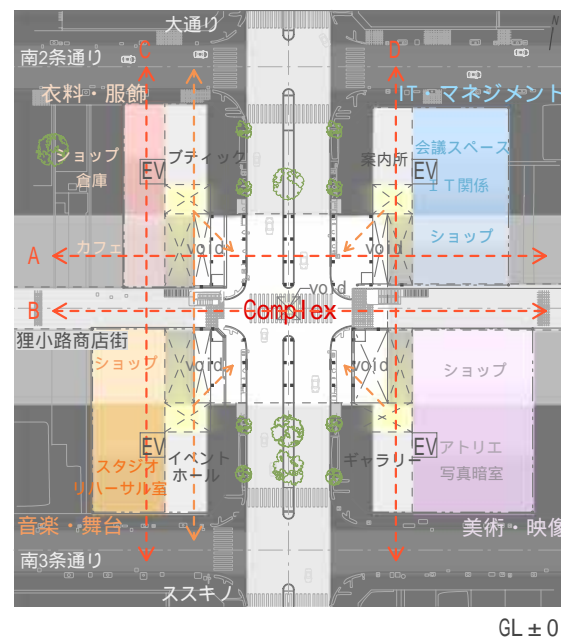 大通り
N
南2条通り
C
D
衣料・服飾
IT・マネジメント
ショップ
倉庫
ブティック
EV
案内所
EV
会議スペース
IT関係
カフェ
void
void
ショップ
A
void
B
Complex
狸小路商店街
ショップ
void
void
ショップ
スタジオ
リハーサル室
EV
イベント
ホール
ギャラリー
EV
アトリエ
写真暗室
音楽・舞台
美術・映像
南3条通り
ススキノ
GL±0